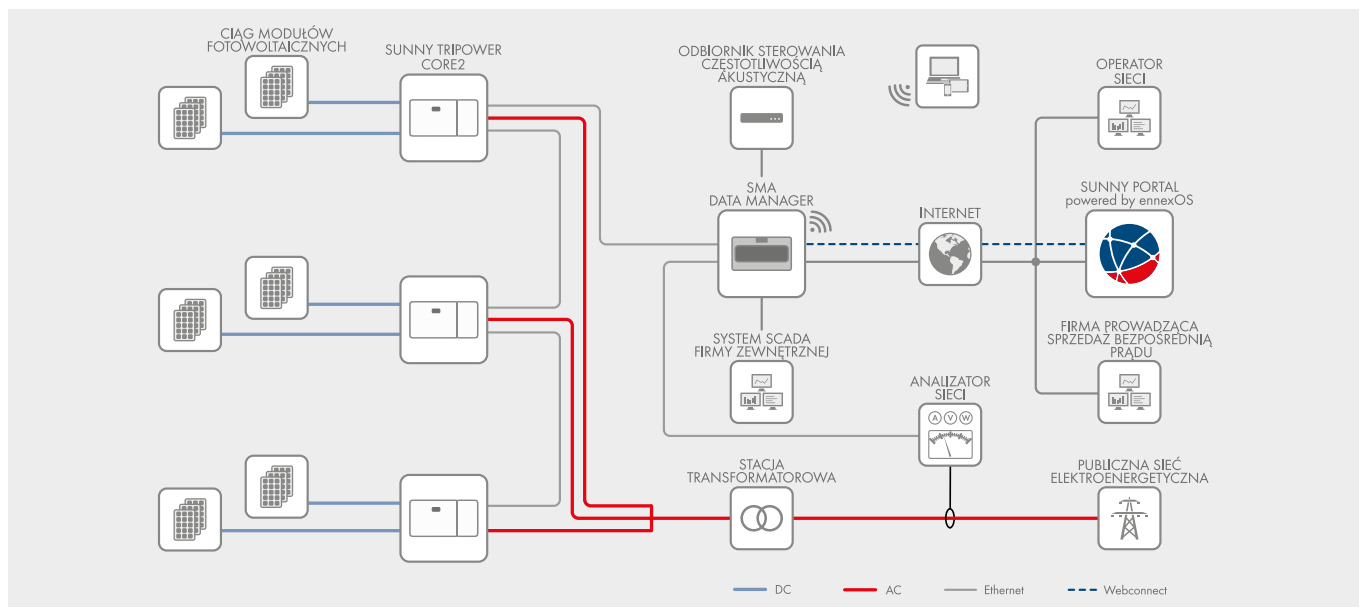 CIĄG MODUŁÓW
FOTOWOLTAICZNYCH
SUNNY TRIPOWER
CORE2
ODBIORNIK STEROWANIA
CZĘSTOTLIWOŚCIĄ
AKUSTYCZNĄ
OPERATOR
SIECI
SMA
DATA MANAGER
INTERNET
SUNNY PORTAL
powered by ennexOS
SYSTEM SCADA
FIRMY ZEWNĘTRZNEJ
FIRMA PROWADZĄCA
SPRZEDAŻ BEZPOŚREDNIĄ
PRĄDU
ANALIZATOR
SIECI
A V W
STACJA
TRANSFORMATOROWA
PUBLICZNA SIEĆ
ELEKTROENERGETYCZNA
DC
AC
Ethernet
Webconnect